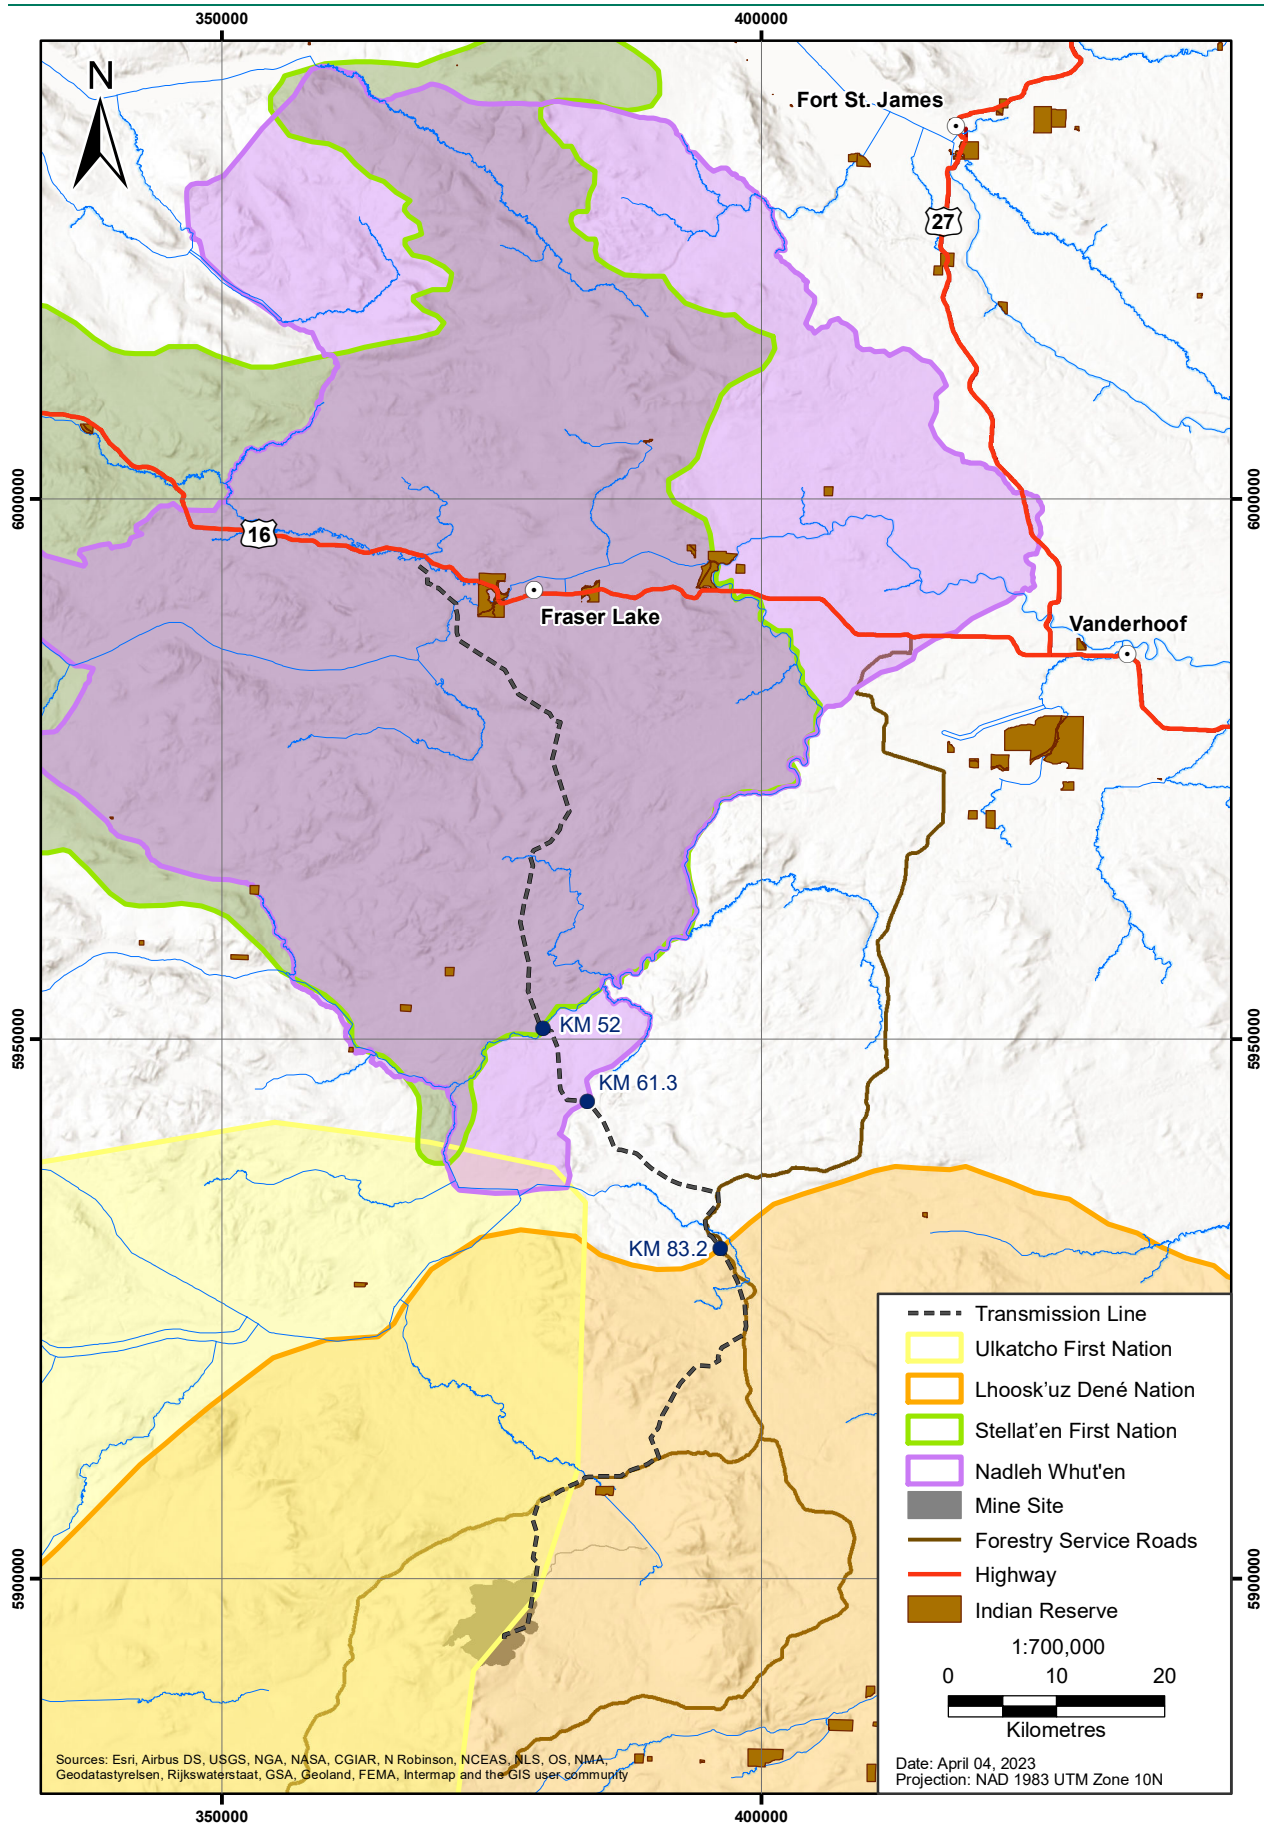 350000
400000
N
Fort St. James
27
6000000
6000000
16
Fraser Lake
Vanderhoof
KM 52
5950000
5950000
KM 61.3
KM 83.2
Transmission Line
Ulkatcho First Nation
Lhoosk'uz Dené Nation
Stellat'en First Nation
Nadleh Whut'en
Mine Site
Forestry Service Roads
Highway
Indian Reserve
5900000
5900000
1:700,000
0 10 20
Kilometres
Sources: Esri, Airbus DS, USGS, NGA, NASA, CGIAR, N Robinson, NCEAS, NLS, OS, NMA,
Geodatastyrelsen, Rijkswaterstaat, GSA, Geoland, FEMA, Intermap and the GIS user community
Date: April 04, 2023
Projection: NAD 1983 UTM Zone 10N
350000
400000